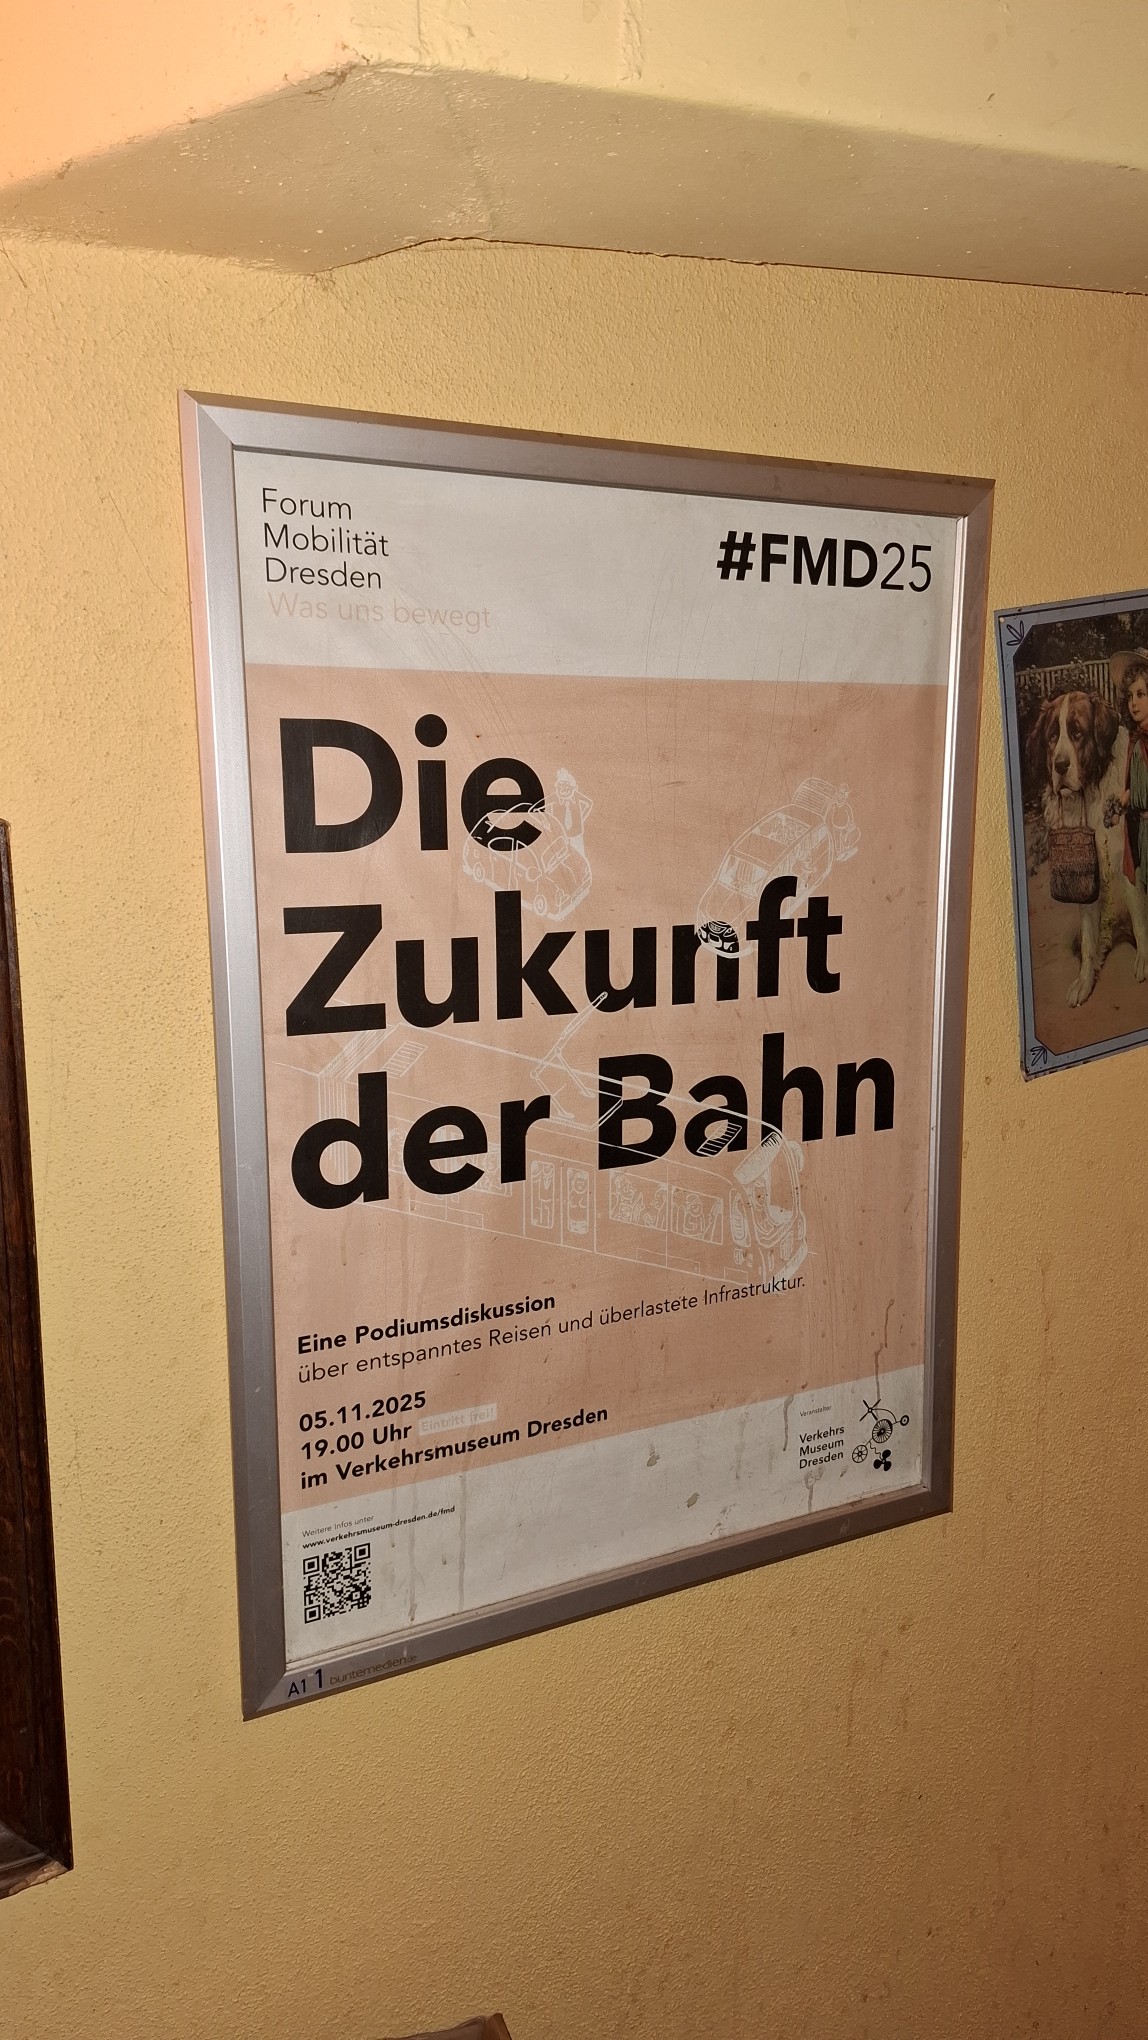 Forum
Mobilität
Dresden
Was uns bewegt
#FMD25
Die
Zukunft
der Bahn
Eine Podiumsdiskussion
über entspanntes Reisen und überlastete Infrastruktur.
05.11.2025
19.00 Uhr Eintritt frei!
im Verkehrsmuseum Dresden
Veranstalter
Verkehrs
Museum
Dresden
Weitere Infos unter
www.verkehrsmuseum-dresden.de/fmd
A1 1 buntemedien.de